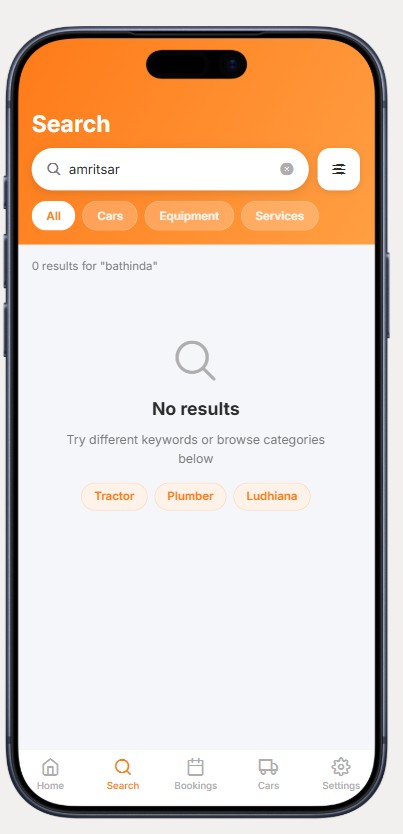 Search
amritsar
All Cars Equipment Services
0 results for "bathinda"
No results
Try different keywords or browse categories
below
Tractor Plumber Ludhiana
Home Search Bookings Cars Settings